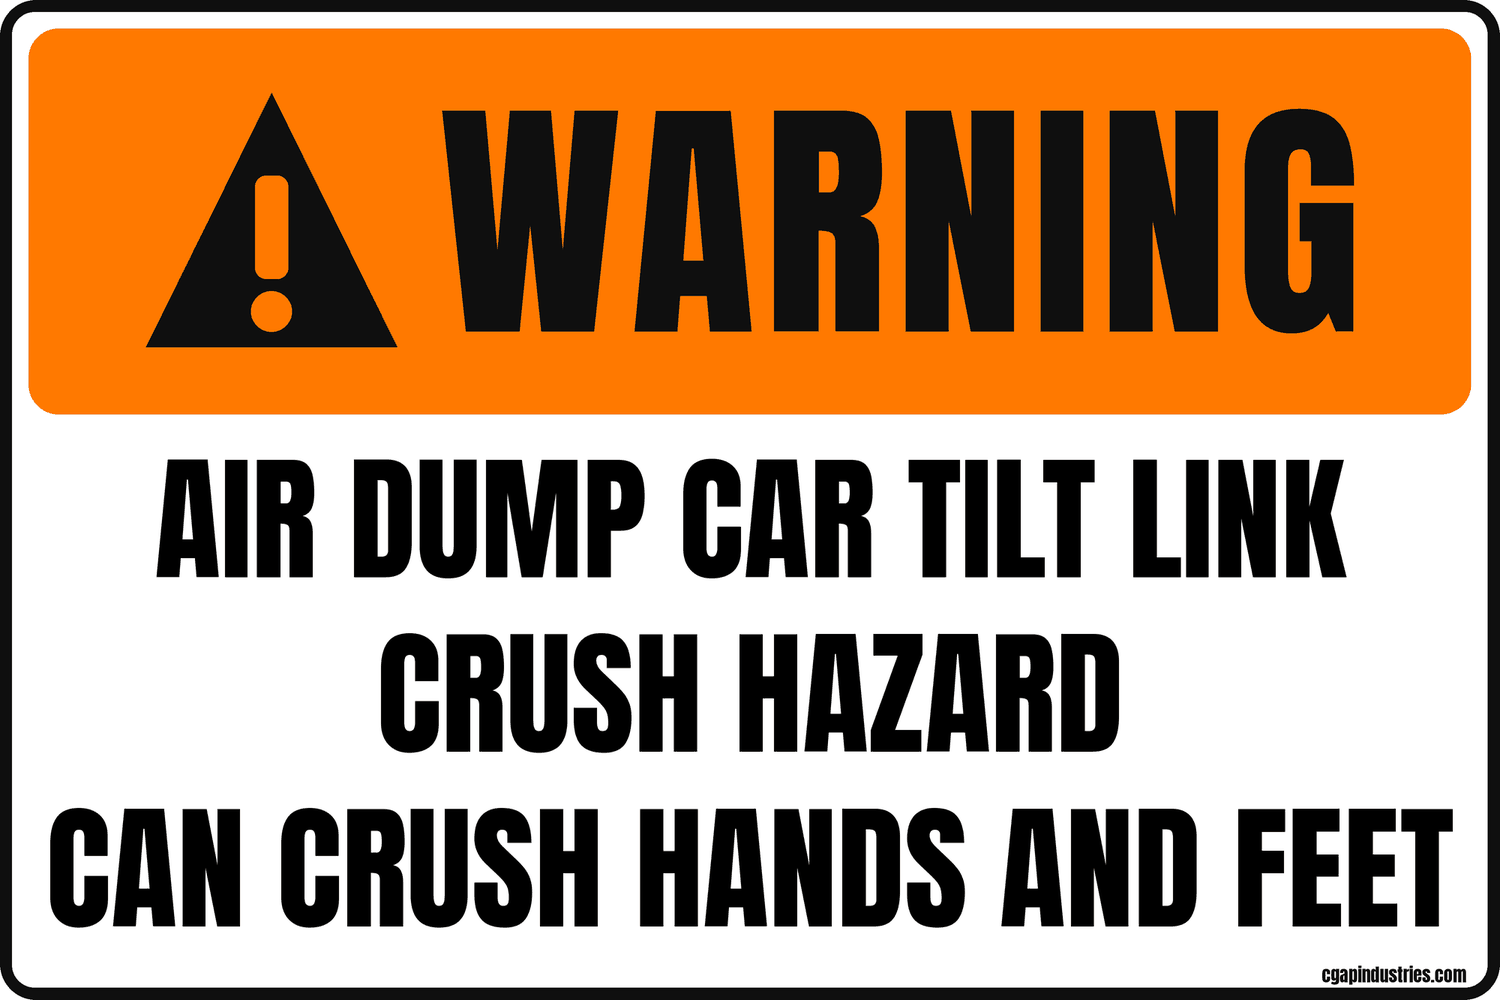 WARNING
AIR DUMP CAR TILT LINK
CRUSH HAZARD
CAN CRUSH HANDS AND FEET
cgapindustries.com